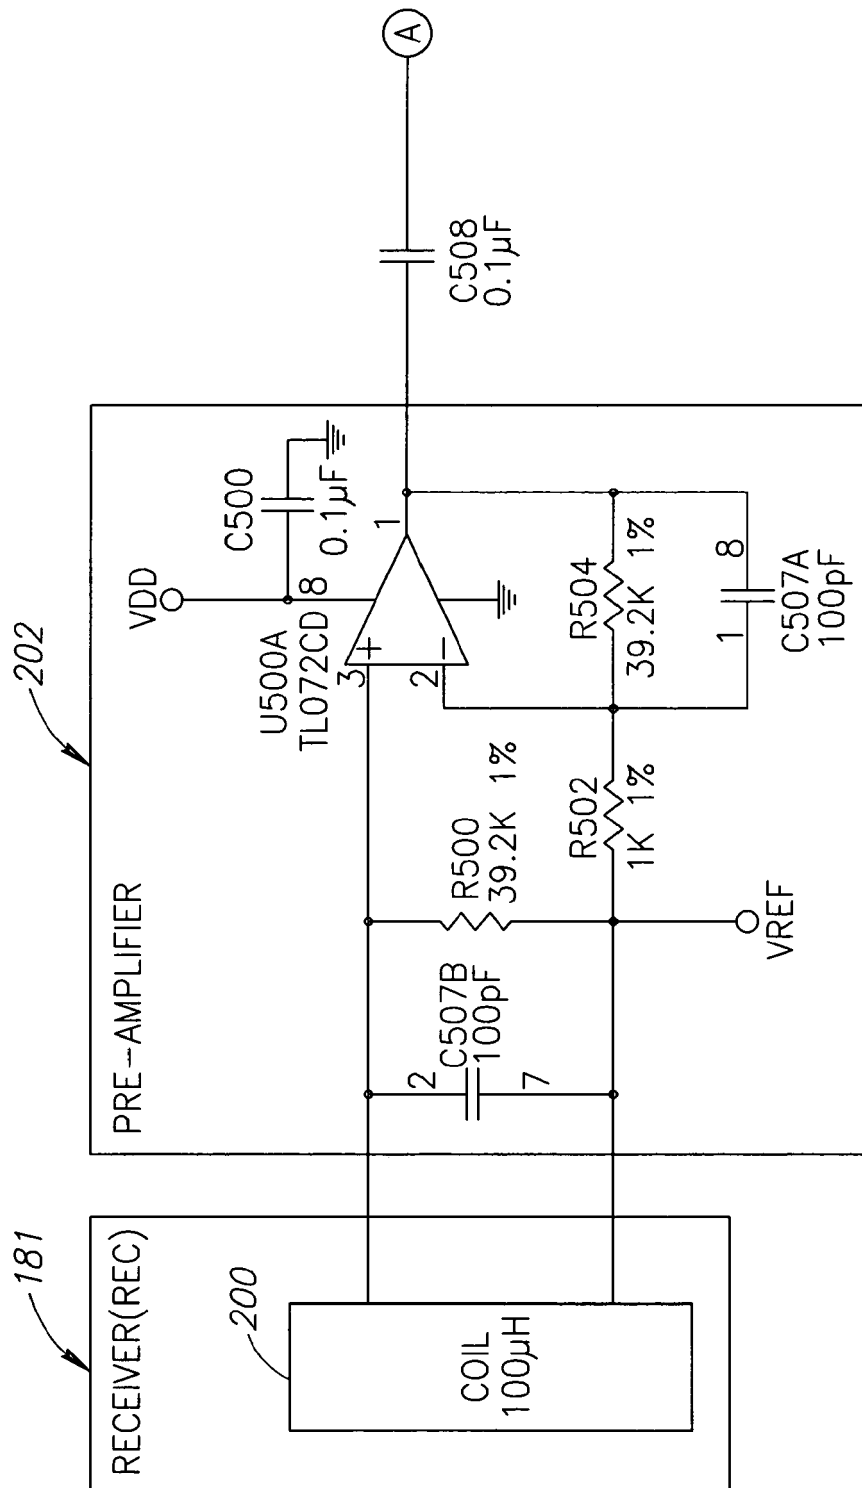 181
RECEIVER(REC)
200
COIL
100µH
202
PRE-AMPLIFIER
C507B
100pF
2
7
R500
39.2K 1%
VREF
R502
1K 1%
VDD
U500A
TL072CD
8
3
+
2
−
1
C500
0.1µF
R504
39.2K 1%
1
8
C507A
100pF
C508
0.1µF
A